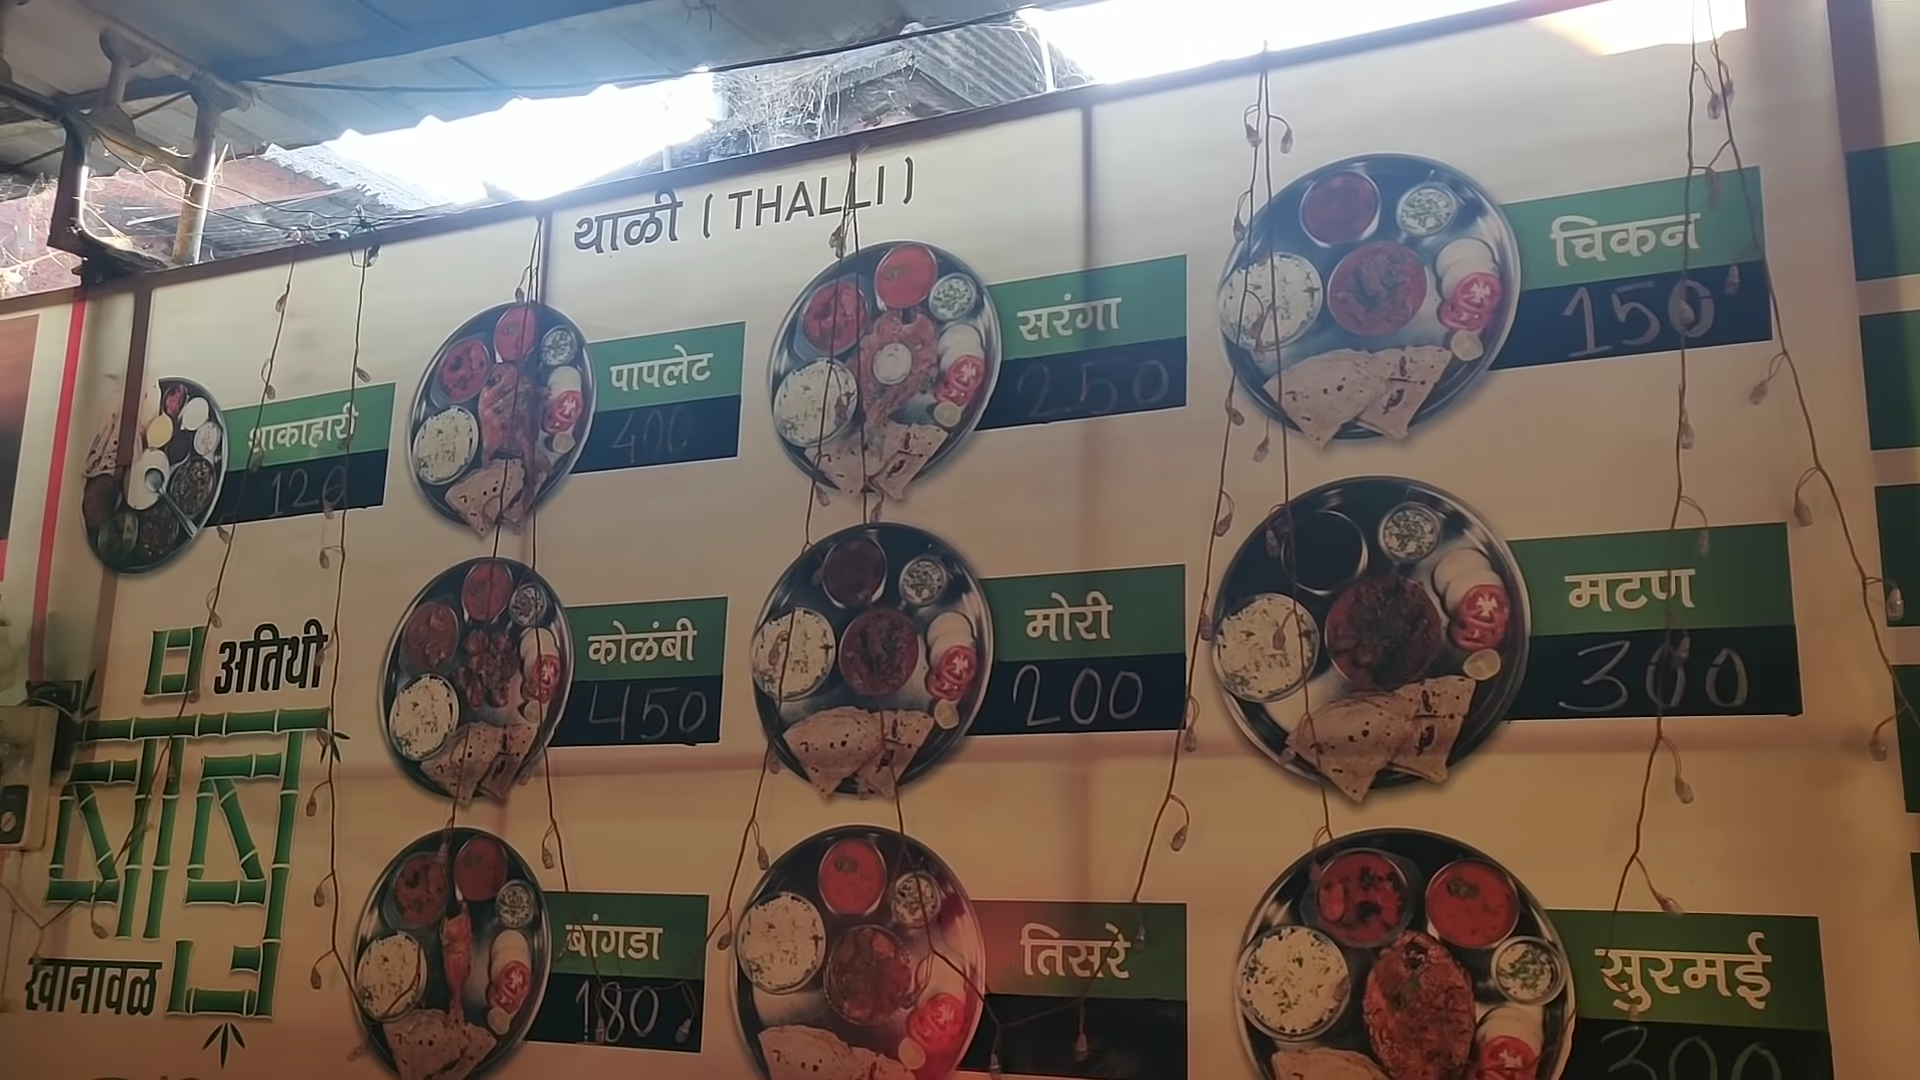 थाळी ( THALLI )
शाकाहारी
120
पापलेट
400
सरंगा
250
चिकन
150
कोळंबी
450
मोरी
200
मटण
300
बांगडा
180
तिसरे
सुरमई
300
अतिथी
बांबू
खानावळ